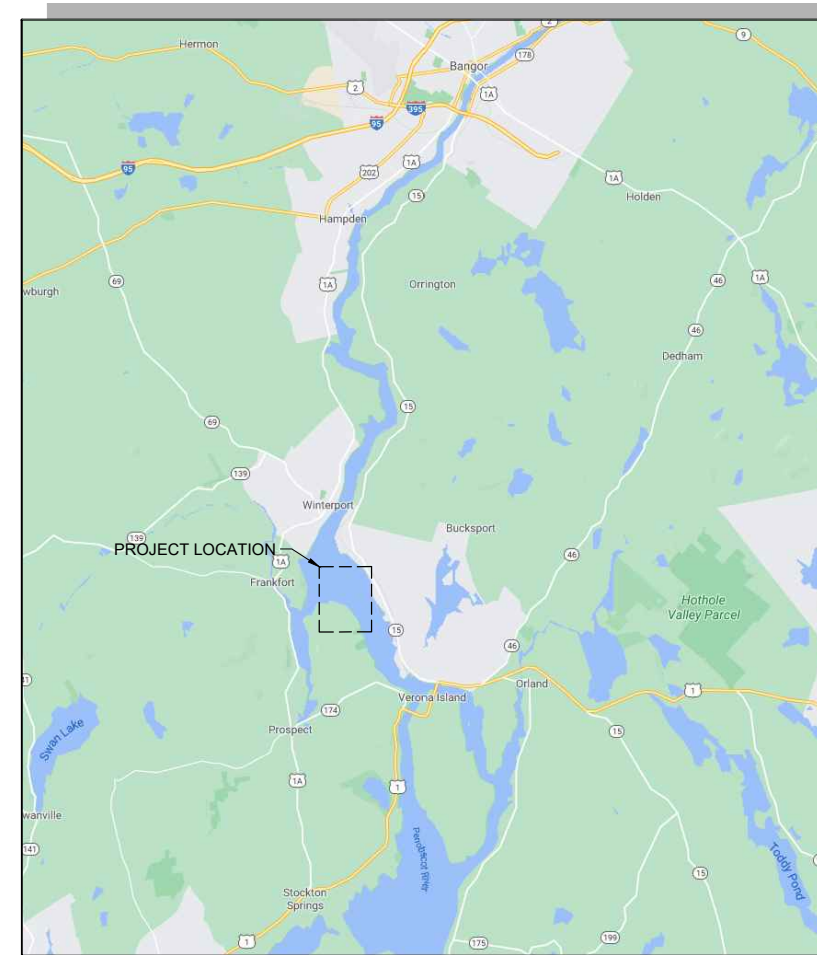 2
9
Hermon
178
Bangor
2
1A
395
95
1A
95
202
1A
15
Holden
Hampden
69
1A
Orrington
46
1A
wburgh
46
Dedham
15
69
139
Winterport
Bucksport
139
PROJECT LOCATION
1A
46
Frankfort
Hothole
Valley Parcel
15
46
41
Verona Island
Orland
1
174
Swan Lake
Prospect
15
1A
1
wanville
Penobscot River
141
Toddy Pond
15
Stockton
Springs
199
1
175